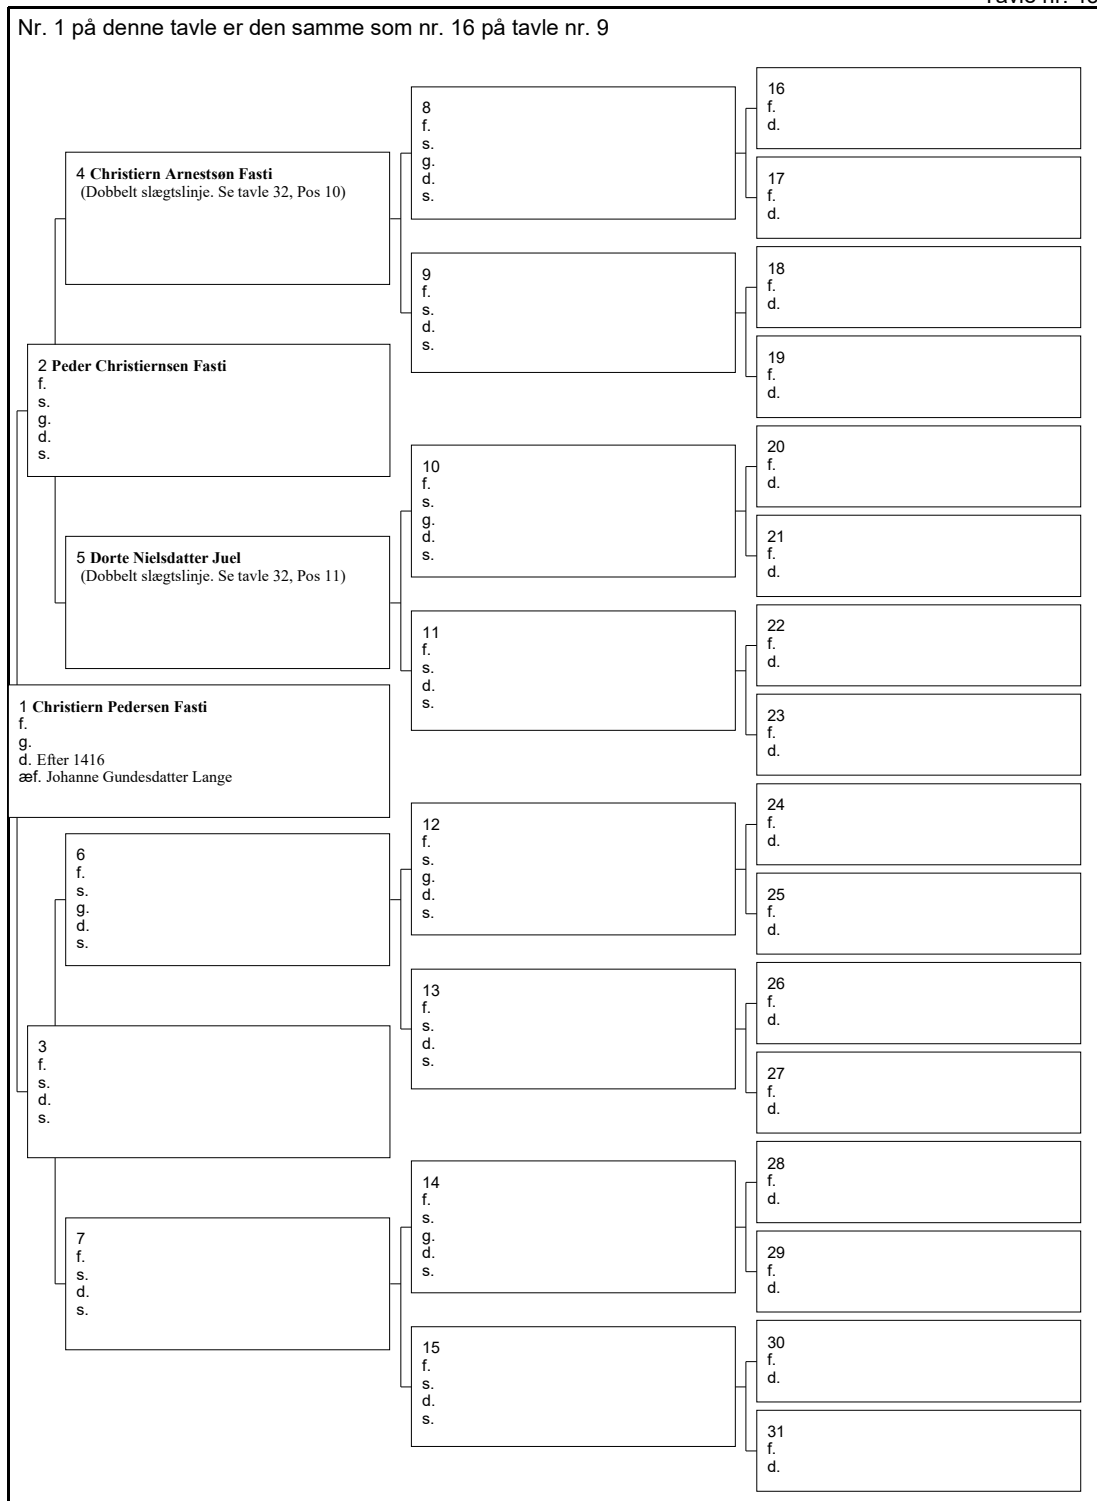 Nr. 1 på denne tavle er den samme som nr. 16 på tavle nr. 9
16
f.
d.
8
f.
s.
g.
d.
s.
4 Christiern Arnestsøn Fasti
(Dobbelt slægtslinje. Se tavle 32, Pos 10)
17
f.
d.
9
f.
s.
d.
s.
18
f.
d.
2 Peder Christiernsen Fasti
f.
s.
g.
d.
s.
19
f.
d.
10
f.
s.
g.
d.
s.
20
f.
d.
5 Dorte Nielsdatter Juel
(Dobbelt slægtslinje. Se tavle 32, Pos 11)
21
f.
d.
11
f.
s.
d.
s.
22
f.
d.
1 Christiern Pedersen Fasti
f.
g.
d. Efter 1416
æf. Johanne Gundesdatter Lange
23
f.
d.
12
f.
s.
g.
d.
s.
24
f.
d.
6
f.
s.
g.
d.
s.
25
f.
d.
13
f.
s.
d.
s.
26
f.
d.
3
f.
s.
d.
s.
27
f.
d.
14
f.
s.
g.
d.
s.
28
f.
d.
7
f.
s.
d.
s.
29
f.
d.
15
f.
s.
d.
s.
30
f.
d.
31
f.
d.